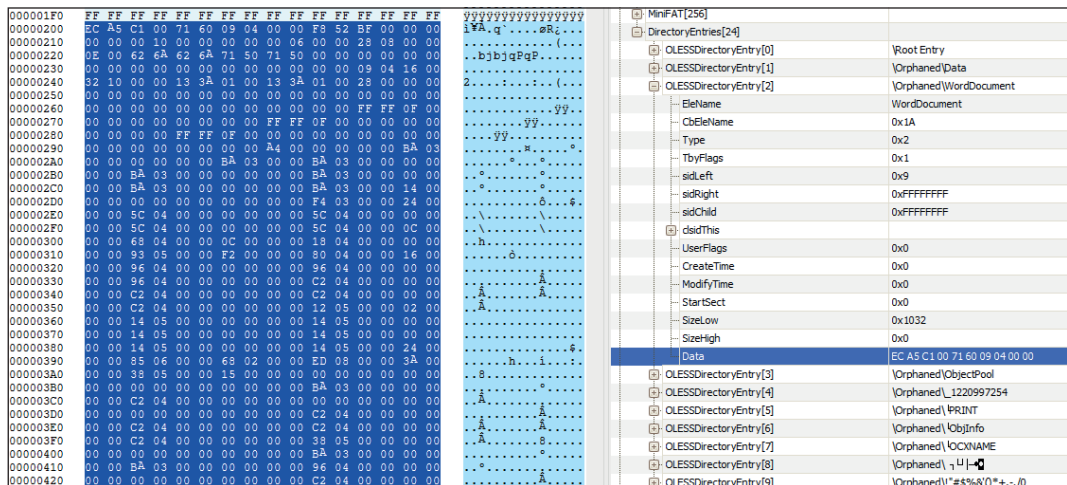 000001F0 FF FF FF FF FF FF FF FF FF FF FF FF FF FF FF FF ÿÿÿÿÿÿÿÿÿÿÿÿÿÿÿÿ
00000200 EC A5 C1 00 71 60 09 04 00 00 F8 52 BF 00 00 00 ì¥Á.q`....øR¿...
00000210 00 00 00 10 00 00 00 00 00 06 00 00 28 08 00 00 ............(...
00000220 0E 00 62 6A 62 6A 71 50 71 50 00 00 00 00 00 00 ..bjbjqPqP......
00000230 00 00 00 00 00 00 00 00 00 00 00 00 09 04 16 00 ................
00000240 32 10 00 00 13 3A 01 00 13 3A 01 00 28 00 00 00 2....:...:..(...
00000250 00 00 00 00 00 00 00 00 00 00 00 00 00 00 00 00 ................
00000260 00 00 00 00 00 00 00 00 00 00 00 00 FF FF 0F 00 ............ÿÿ..
00000270 00 00 00 00 00 00 00 00 FF FF 0F 00 00 00 00 00 ........ÿÿ......
00000280 00 00 00 00 FF FF 0F 00 00 00 00 00 00 00 00 00 ....ÿÿ..........
00000290 00 00 00 00 00 00 00 00 A4 00 00 00 00 00 BA 03 ........¤.....º.
000002A0 00 00 00 00 00 00 BA 03 00 00 BA 03 00 00 00 00 ......º...º.....
000002B0 00 00 BA 03 00 00 00 00 00 00 BA 03 00 00 00 00 ..º.......º.....
000002C0 00 00 BA 03 00 00 00 00 00 00 BA 03 00 00 14 00 ..º.......º.....
000002D0 00 00 00 00 00 00 00 00 00 00 F4 03 00 00 24 00 ..........ô...$.
000002E0 00 00 5C 04 00 00 00 00 00 00 5C 04 00 00 00 00 ..\.......\.....
000002F0 00 00 5C 04 00 00 00 00 00 00 5C 04 00 00 0C 00 ..\.......\.....
00000300 00 00 68 04 00 00 0C 00 00 00 18 04 00 00 00 00 ..h.............
00000310 00 00 93 05 00 00 F2 00 00 00 80 04 00 00 16 00 ......ò.........
00000320 00 00 96 04 00 00 00 00 00 00 96 04 00 00 00 00 ................
00000330 00 00 96 04 00 00 00 00 00 00 C2 04 00 00 00 00 ..........Â.....
00000340 00 00 C2 04 00 00 00 00 00 00 C2 04 00 00 00 00 ..Â.......Â.....
00000350 00 00 C2 04 00 00 00 00 00 00 12 05 00 00 02 00 ..Â.............
00000360 00 00 14 05 00 00 00 00 00 00 14 05 00 00 00 00 ................
00000370 00 00 14 05 00 00 00 00 00 00 14 05 00 00 00 00 ................
00000380 00 00 14 05 00 00 00 00 00 00 14 05 00 00 24 00 ..............$.
00000390 00 00 85 06 00 00 68 02 00 00 ED 08 00 00 3A 00 ......h...í...:.
000003A0 00 00 38 05 00 00 15 00 00 00 00 00 00 00 00 00 ..8.............
000003B0 00 00 00 00 00 00 00 00 00 00 BA 03 00 00 00 00 ..........º.....
000003C0 00 00 C2 04 00 00 00 00 00 00 00 00 00 00 00 00 ..Â.............
000003D0 00 00 00 00 00 00 00 00 00 00 C2 04 00 00 00 00 ..........Â.....
000003E0 00 00 C2 04 00 00 00 00 00 00 C2 04 00 00 00 00 ..Â.......Â.....
000003F0 00 00 C2 04 00 00 00 00 00 00 38 05 00 00 00 00 ..Â.......8.....
00000400 00 00 00 00 00 00 00 00 00 00 BA 03 00 00 00 00 ..........º.....
00000410 00 00 BA 03 00 00 00 00 00 00 96 04 00 00 00 00 ..º.............
00000420 00 00 00 00 00 00 00 00 00 00 C2 04 00 00 00 00 ..........Â.....
MiniFAT[256]
DirectoryEntries[24]
OLESSDirectoryEntry[0] \Root Entry
OLESSDirectoryEntry[1] \Orphaned\Data
OLESSDirectoryEntry[2] \Orphaned\WordDocument
EleName WordDocument
CbEleName 0x1A
Type 0x2
TbyFlags 0x1
sidLeft 0x9
sidRight 0xFFFFFFFF
sidChild 0xFFFFFFFF
clsidThis
UserFlags 0x0
CreateTime 0x0
ModifyTime 0x0
StartSect 0x0
SizeLow 0x1032
SizeHigh 0x0
Data EC A5 C1 00 71 60 09 04 00 00
OLESSDirectoryEntry[3] \Orphaned\ObjectPool
OLESSDirectoryEntry[4] \Orphaned\_1220997254
OLESSDirectoryEntry[5] \Orphaned\PRINT
OLESSDirectoryEntry[6] \Orphaned\ObjInfo
OLESSDirectoryEntry[7] \Orphaned\OCXNAME
OLESSDirectoryEntry[8] \Orphaned\
OLESSDirectoryEntry[9] \Orphaned\!"#$%&'()*+,-./0